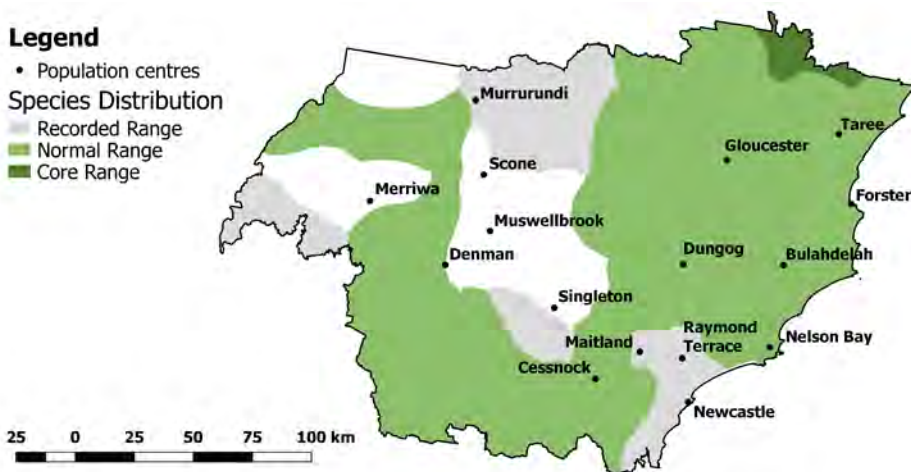 Legend
Population centres
Species Distribution
Recorded Range
Normal Range
Core Range
Murrurundi
Taree
Gloucester
Scone
Merriwa
Forster
Muswellbrook
Denman
Dungog
Bulahdelah
Singleton
Maitland
Raymond
Terrace
Nelson Bay
Cessnock
Newcastle
25 0 25 50 75 100 km